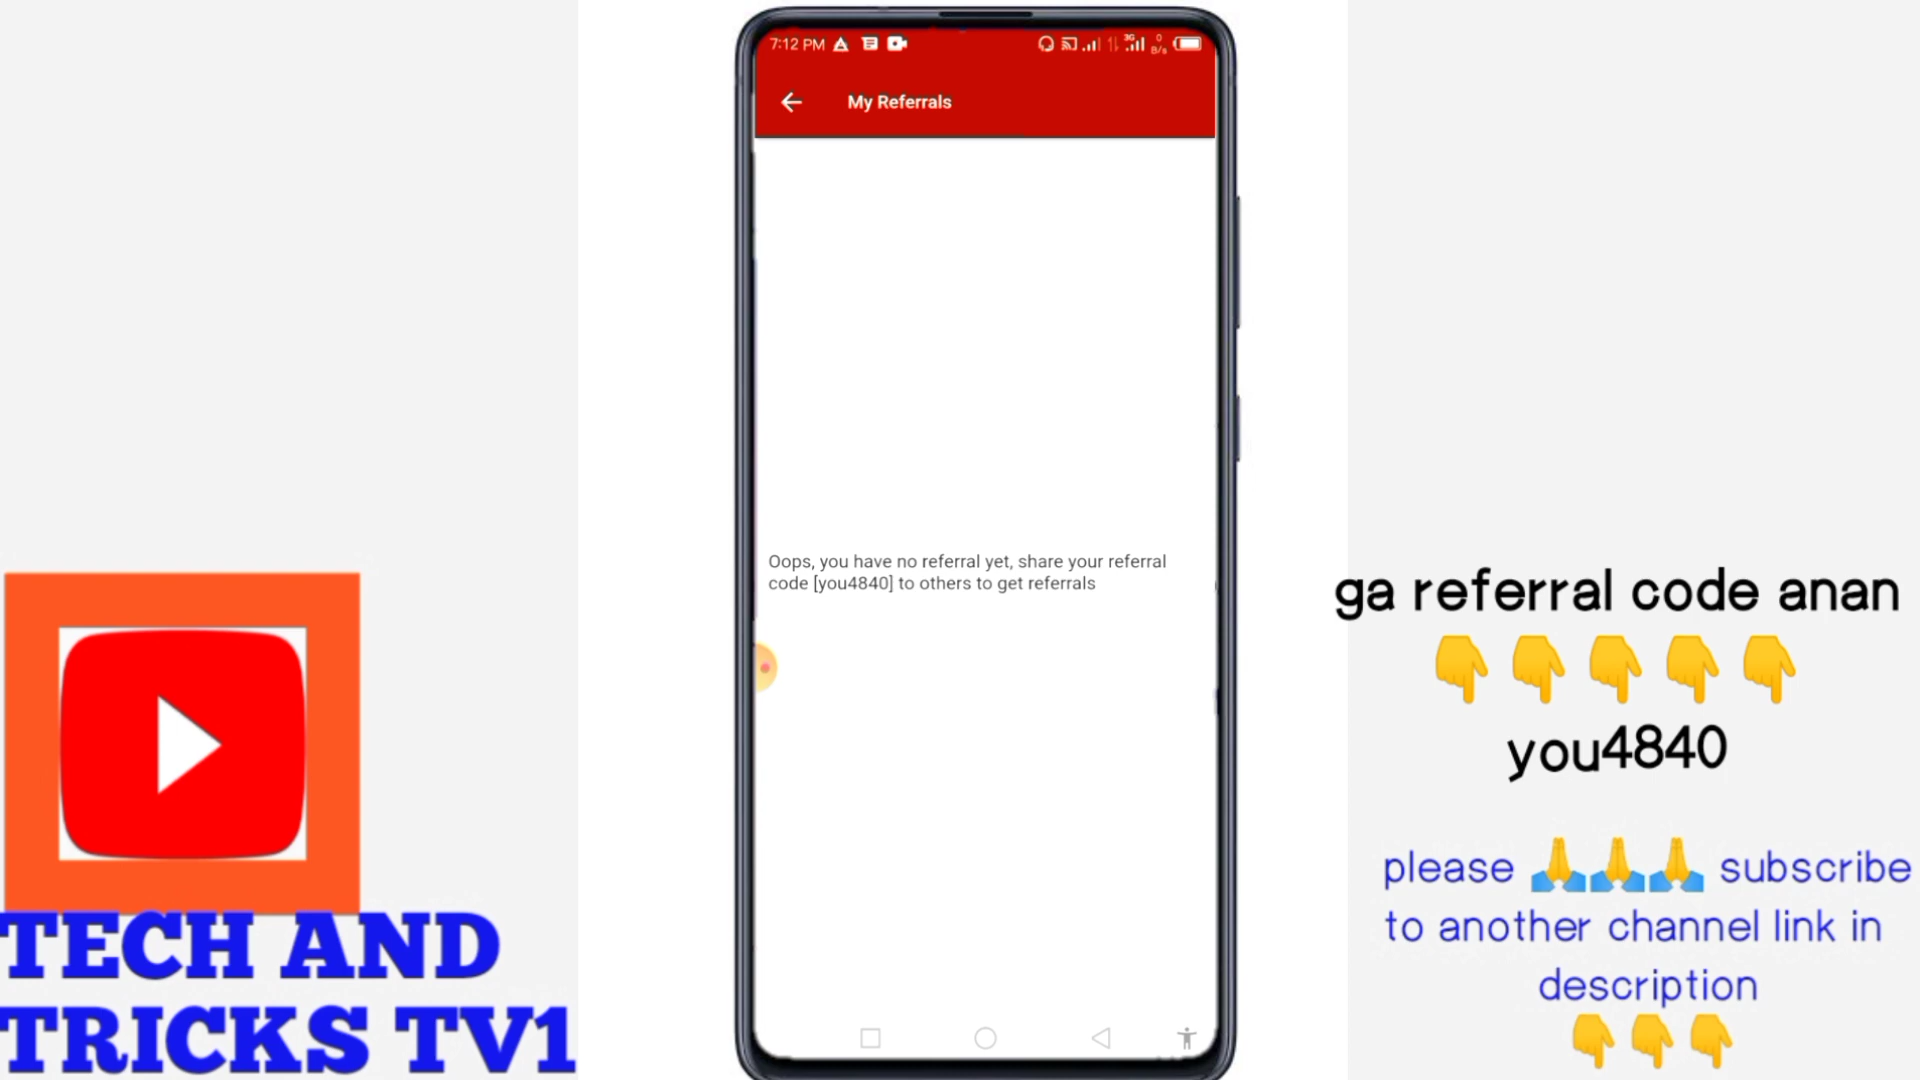 7:12 PM
3G
0
B/s
My Referrals
Oops, you have no referral yet, share your referral
code [you4840] to others to get referrals
ga referral code anan
👇👇👇👇👇
you4840
please 🙏🙏🙏 subscribe
to another channel link in
description
👇👇👇
TECH AND
TRICKS TV1